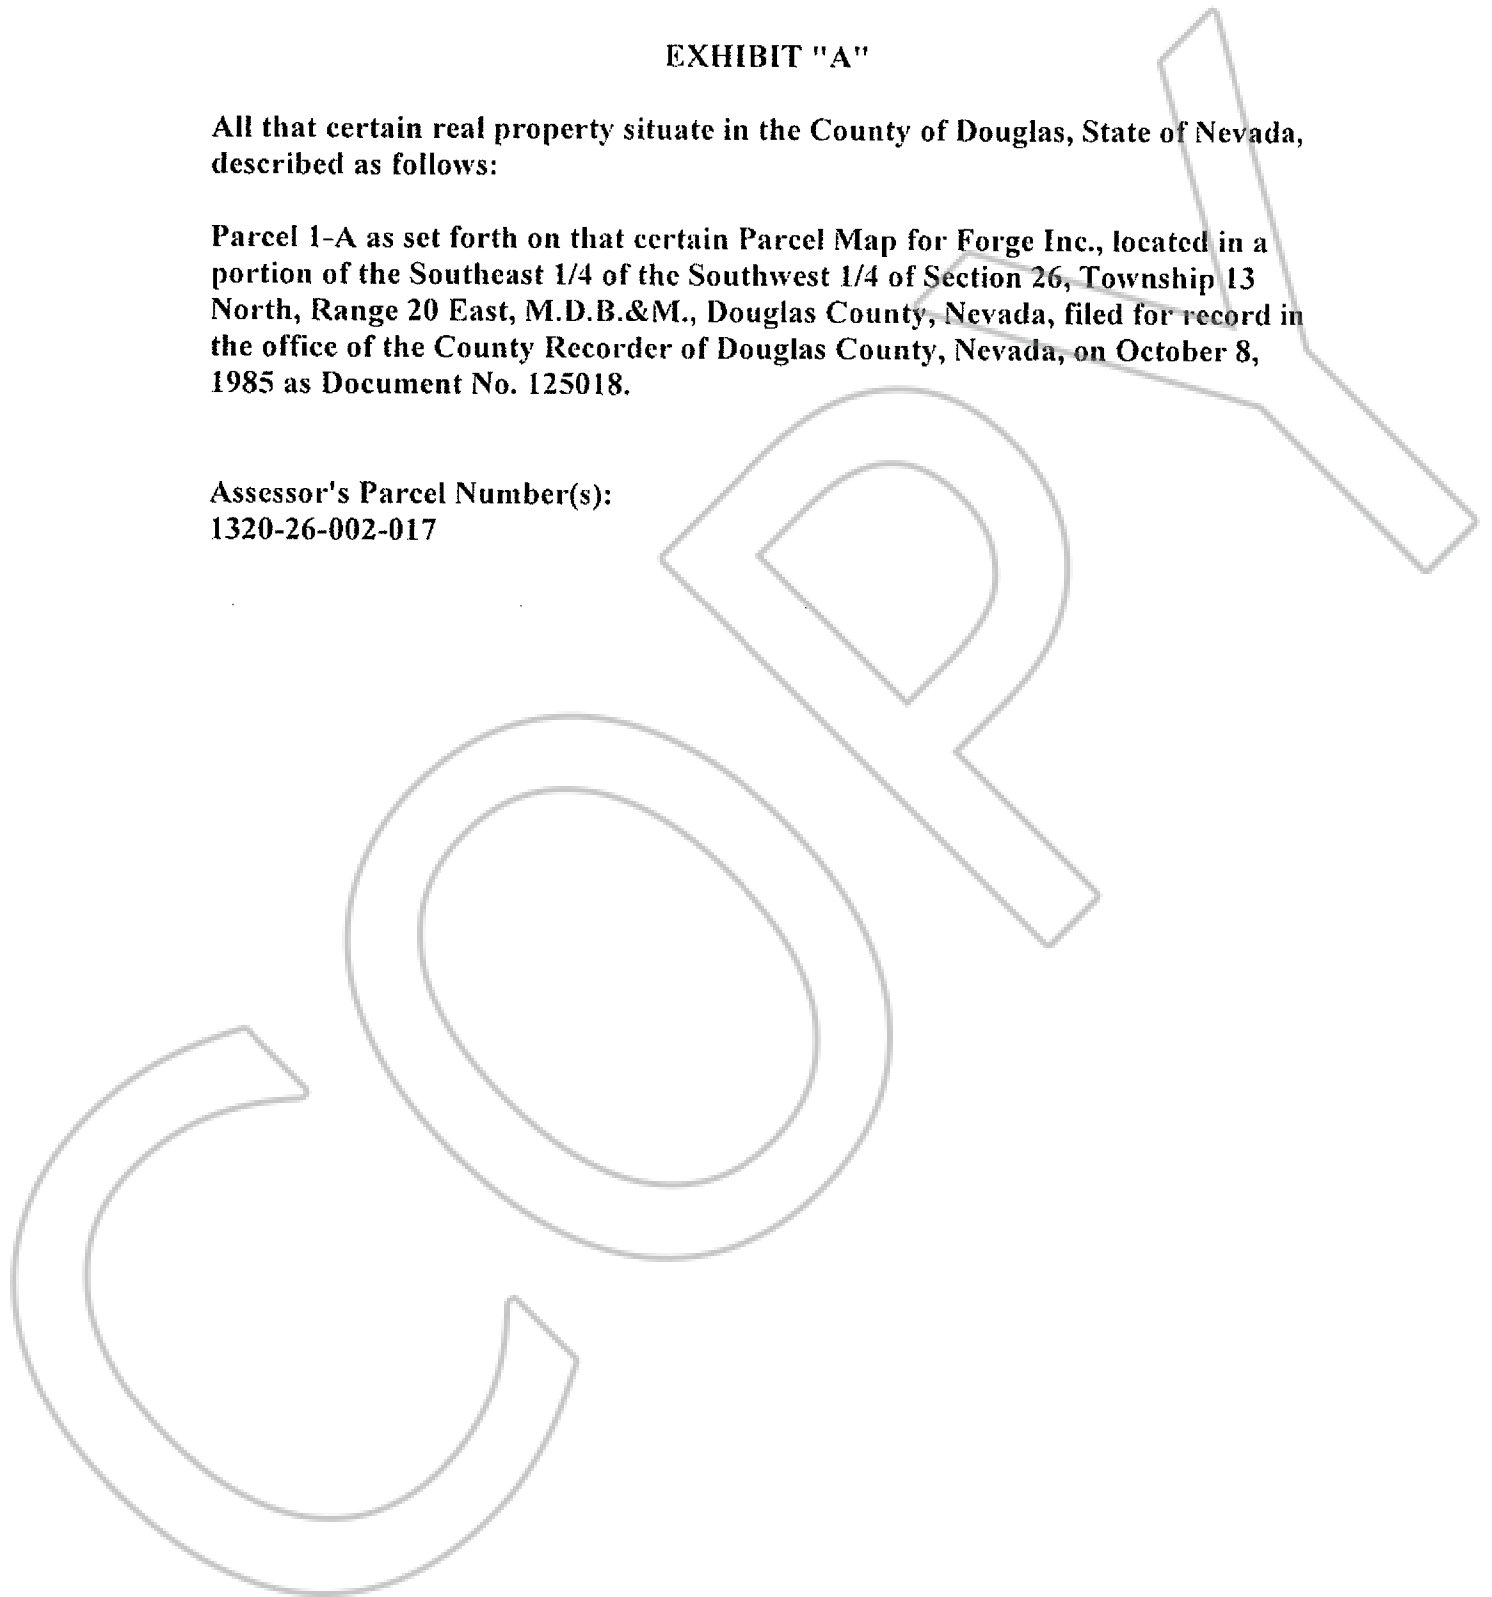 EXHIBIT "A"
All that certain real property situate in the County of Douglas, State of Nevada,
described as follows:
Parcel 1-A as set forth on that certain Parcel Map for Forge Inc., located in a
portion of the Southeast 1/4 of the Southwest 1/4 of Section 26, Township 13
North, Range 20 East, M.D.B.&M., Douglas County, Nevada, filed for record in
the office of the County Recorder of Douglas County, Nevada, on October 8,
1985 as Document No. 125018.
Assessor's Parcel Number(s):
1320-26-002-017
COPY